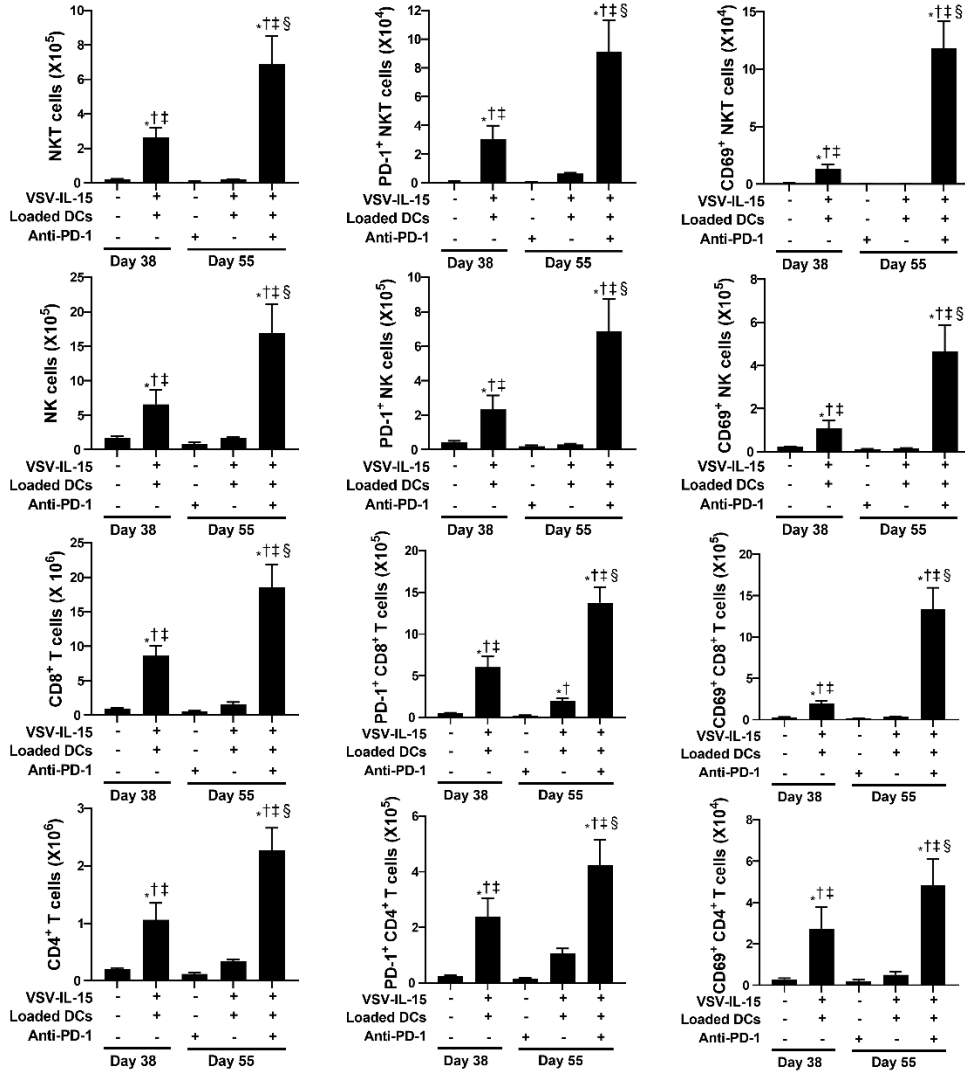 NKT cells (X10⁵)
10
8
6
4
2
0
*†‡
*†‡§
VSV-IL-15 - + - + +
Loaded DCs - + - + +
Anti-PD-1 - - + - +
Day 38 Day 55
PD-1⁺ NKT cells (X10⁴)
12
10
8
6
4
2
0
*†‡
*†‡§
- + - + +
- + - + +
- - + - +
Day 38 Day 55
CD69⁺ NKT cells (X10⁴)
15
10
5
0
*†‡
*†‡§
VSV-IL-15 - + - + +
Loaded DCs - + - + +
Anti-PD-1 - - + - +
Day 38 Day 55
NK cells (X10⁵)
25
20
15
10
5
0
*†‡
*†‡§
VSV-IL-15 - + - + +
Loaded DCs - + - + +
Anti-PD-1 - - + - +
Day 38 Day 55
PD-1⁺ NK cells (X10⁵)
10
8
6
4
2
0
*†‡
*†‡§
VSV-IL-15 - + - + +
Loaded DCs - + - + +
Anti-PD-1 - - + - +
Day 38 Day 55
CD69⁺ NK cells (X10⁵)
8
6
4
2
0
*†‡
*†‡§
VSV-IL-15 - + - + +
Loaded DCs - + - + +
Anti-PD-1 - - + - +
Day 38 Day 55
CD8⁺ T cells (X 10⁶)
25
20
15
10
5
0
*†‡
*†‡§
VSV-IL-15 - + - + +
Loaded DCs - + - + +
Anti-PD-1 - - + - +
Day 38 Day 55
PD-1⁺ CD8⁺ T cells (X10⁵)
20
15
10
5
0
*†‡
*†
*†‡§
VSV-IL-15 - + - + +
Loaded DCs - + - + +
Anti-PD-1 - - + - +
Day 38 Day 55
CD69⁺ CD8⁺ T cells (X10⁵)
20
15
10
5
0
*†‡
*†‡§
VSV-IL-15 - + - + +
Loaded DCs - + - + +
Anti-PD-1 - - + - +
Day 38 Day 55
CD4⁺ T cells (X10⁶)
3
2
1
0
*†‡
*†‡§
VSV-IL-15 - + - + +
Loaded DCs - + - + +
Anti-PD-1 - - + - +
Day 38 Day 55
PD-1⁺ CD4⁺ T cells (X10⁵)
6
4
2
0
*†‡
*†‡§
VSV-IL-15 - + - + +
Loaded DCs - + - + +
Anti-PD-1 - - + - +
Day 38 Day 55
CD69⁺ CD4⁺ T cells (X10⁴)
8
6
4
2
0
*†‡
*†‡§
VSV-IL-15 - + - + +
Loaded DCs - + - + +
Anti-PD-1 - - + - +
Day 38 Day 55